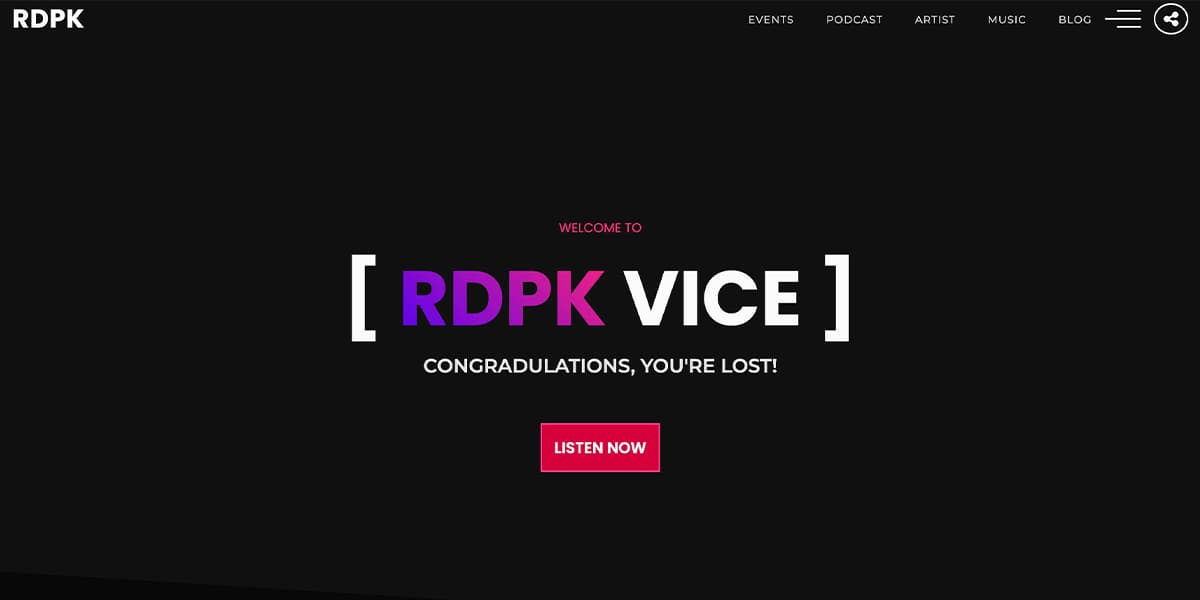 RDPK
EVENTS PODCAST ARTIST MUSIC BLOG
WELCOME TO
[ RDPK VICE ]
CONGRADULATIONS, YOU'RE LOST!
LISTEN NOW